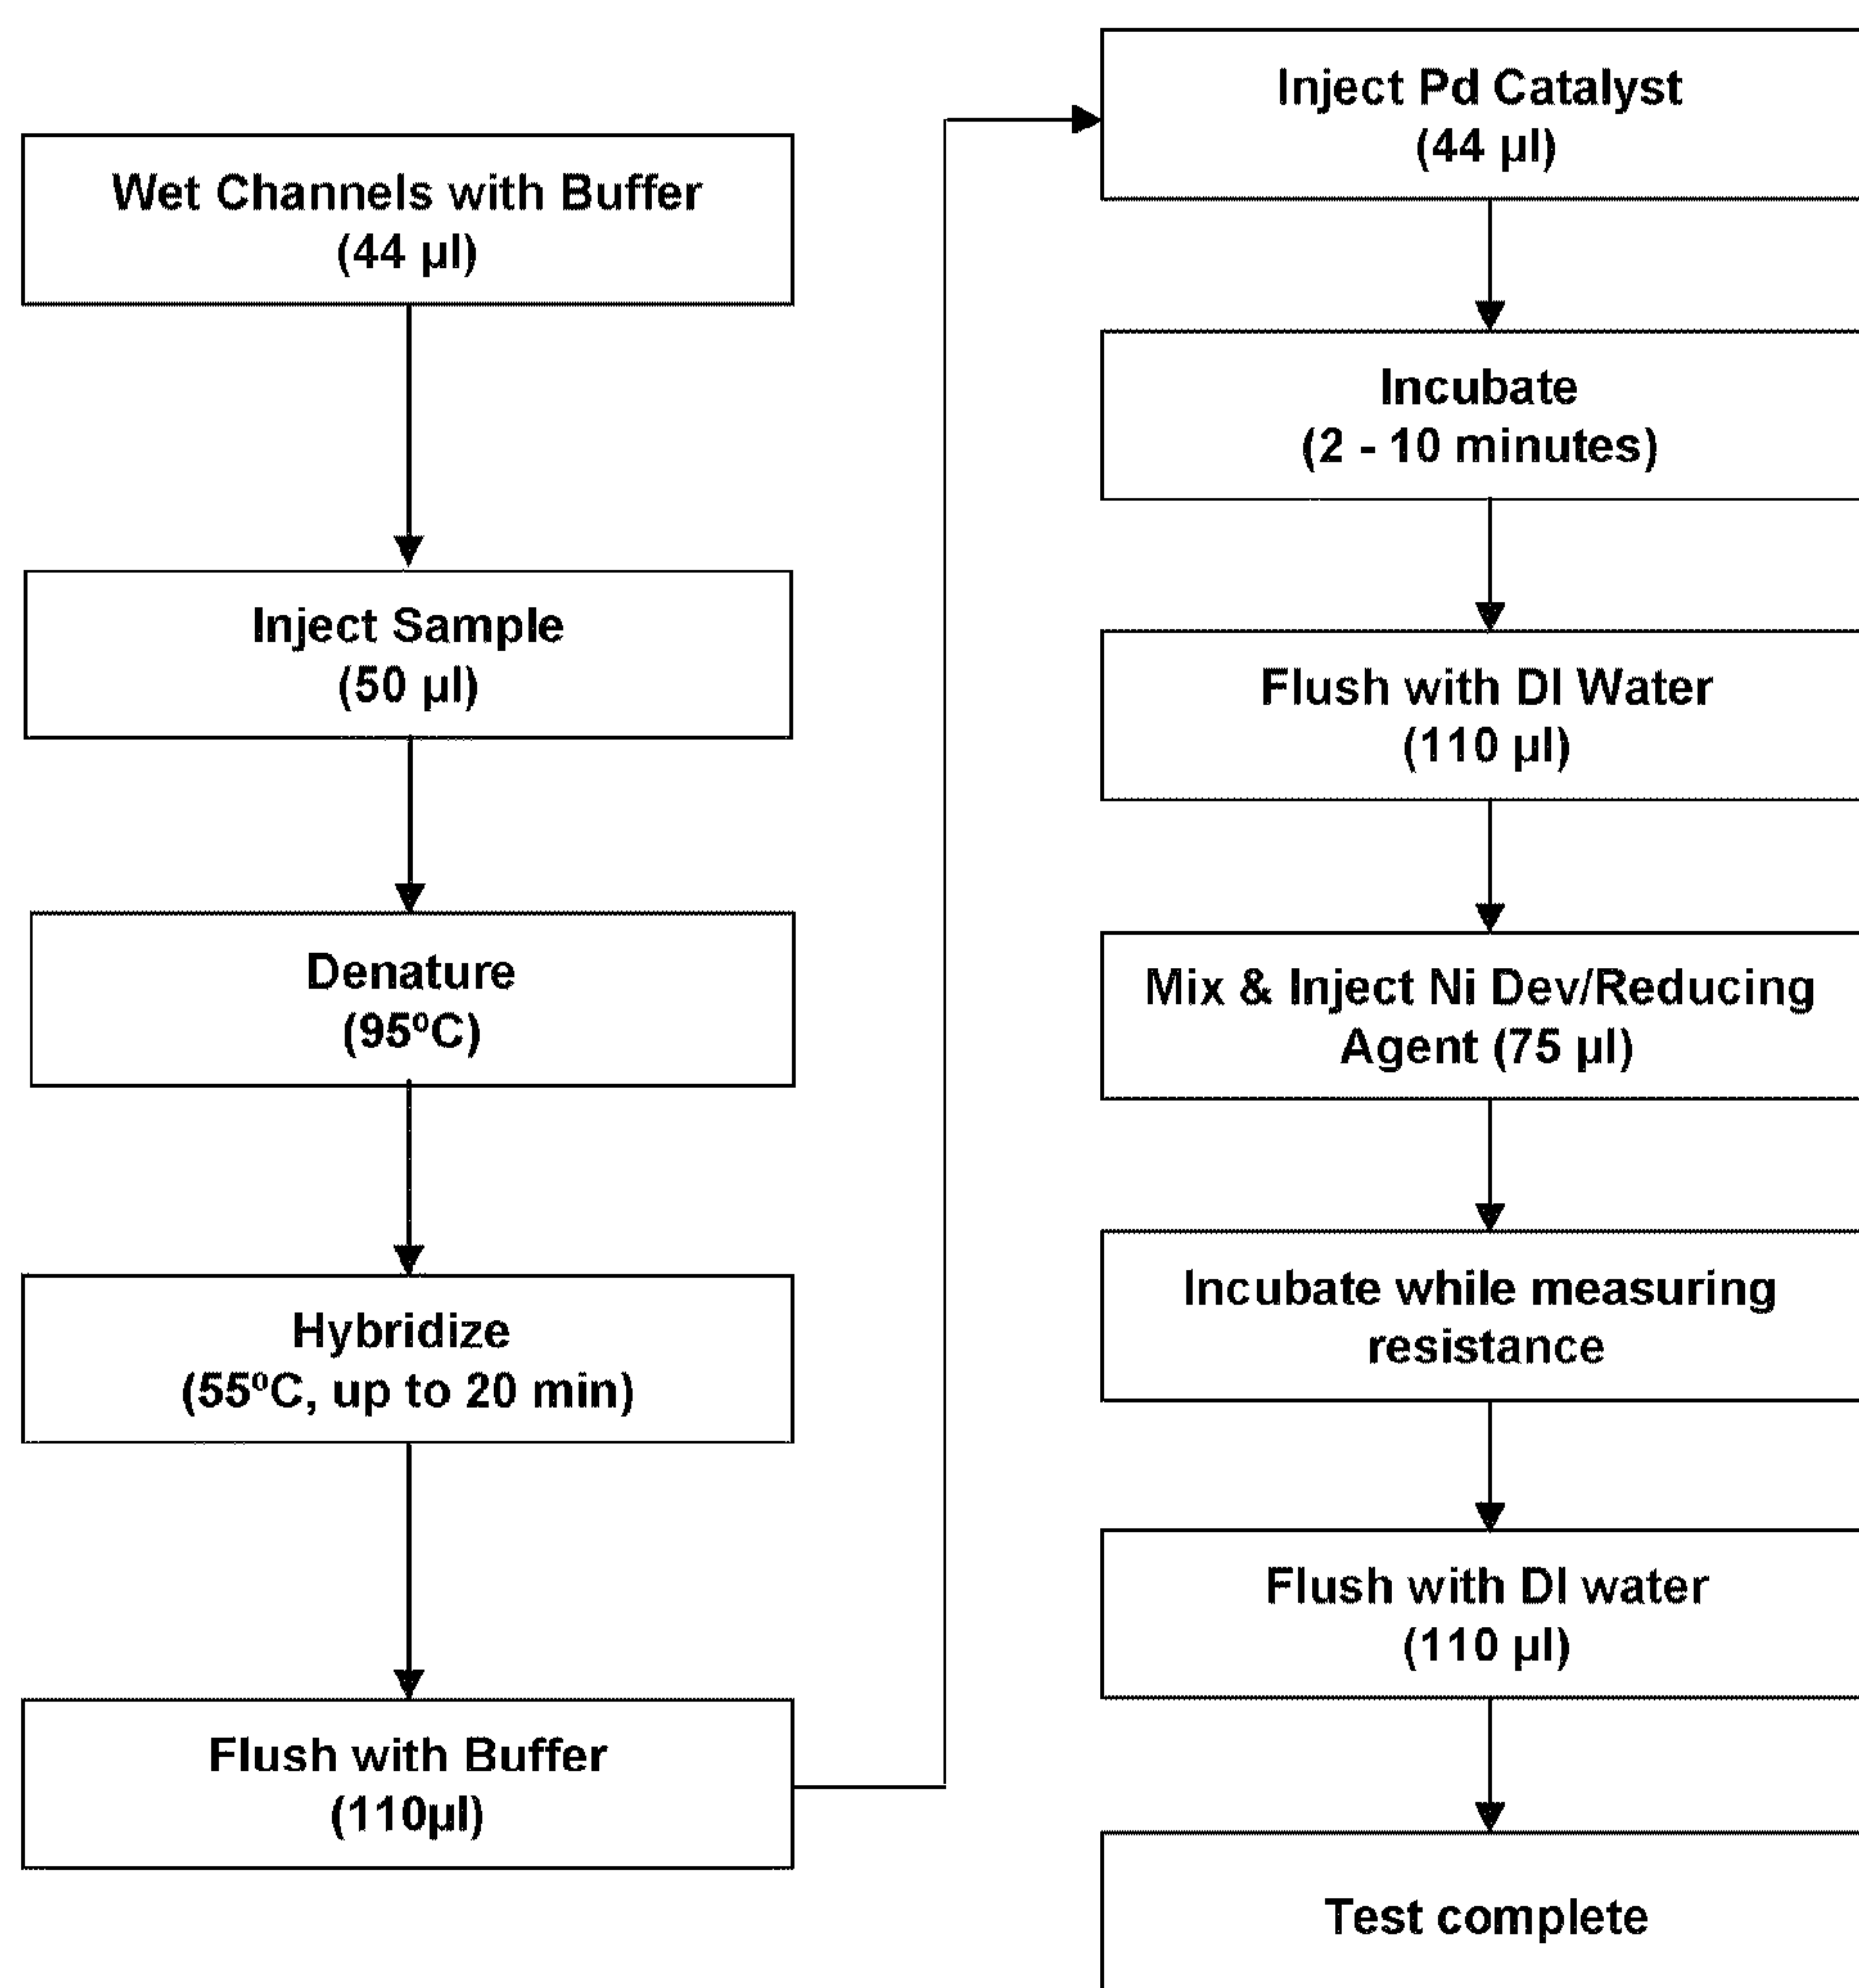 Wet Channels with Buffer
(44 µl)
Inject Sample
(50 µl)
Denature
(95⁰C)
Hybridize
(55⁰C, up to 20 min)
Flush with Buffer
(110µl)
Inject Pd Catalyst
(44 µl)
Incubate
(2 - 10 minutes)
Flush with DI Water
(110 µl)
Mix & Inject Ni Dev/Reducing
Agent (75 µl)
Incubate while measuring
resistance
Flush with DI water
(110 µl)
Test complete